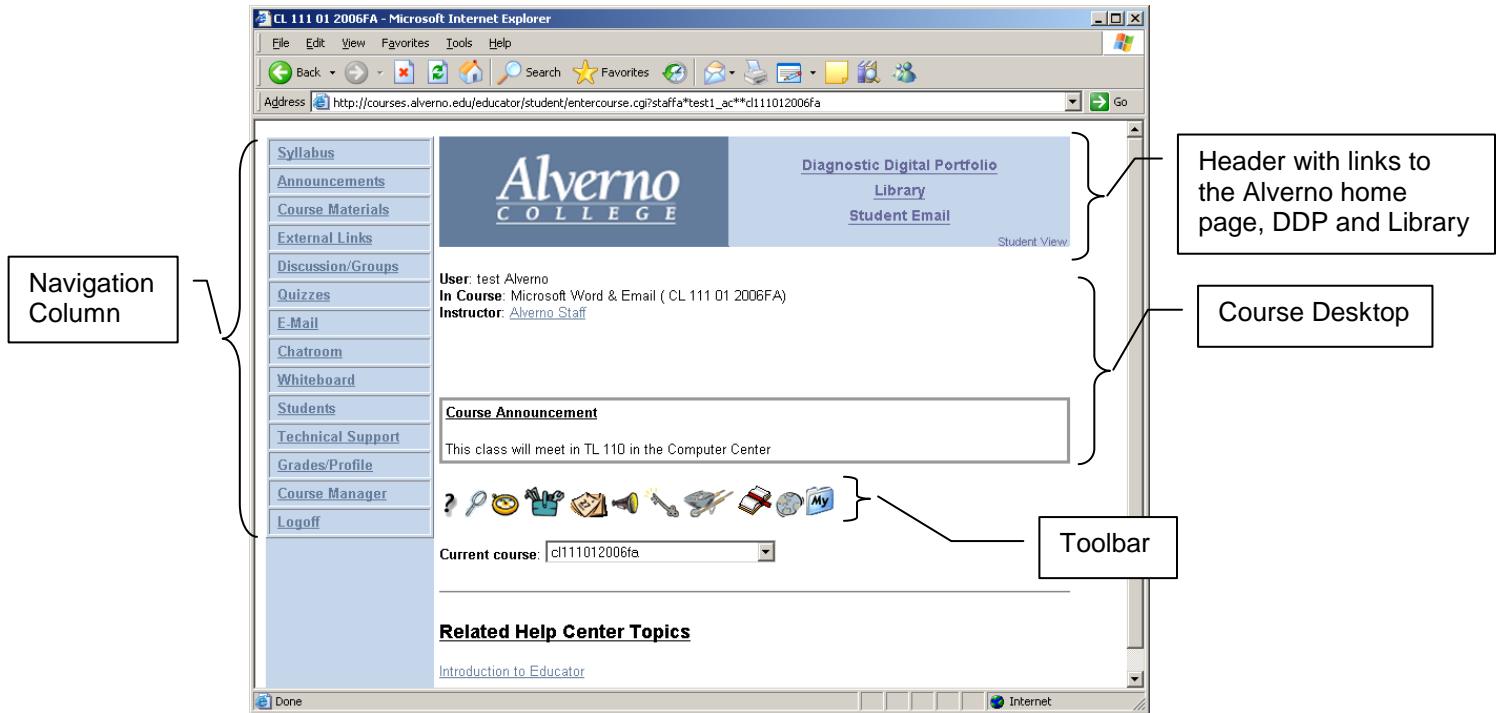 CL 111 01 2006FA - Microsoft Internet Explorer
File Edit View Favorites Tools Help
Back Search Favorites
Address http://courses.alverno.edu/educator/student/entercourse.cgi?staffa*test1_ac**cl111012006fa Go
Syllabus
Announcements
Course Materials
External Links
Discussion/Groups
Quizzes
E-Mail
Chatroom
Whiteboard
Students
Technical Support
Grades/Profile
Course Manager
Logoff
Navigation
Column
Alverno
COLLEGE
Diagnostic Digital Portfolio
Library
Student Email
Student View
Header with links to
the Alverno home
page, DDP and Library
User: test Alverno
In Course: Microsoft Word & Email ( CL 111 01 2006FA)
Instructor: Alverno Staff
Course Desktop
Course Announcement
This class will meet in TL 110 in the Computer Center
My
Toolbar
Current course: cl111012006fa
Related Help Center Topics
Introduction to Educator
Done Internet